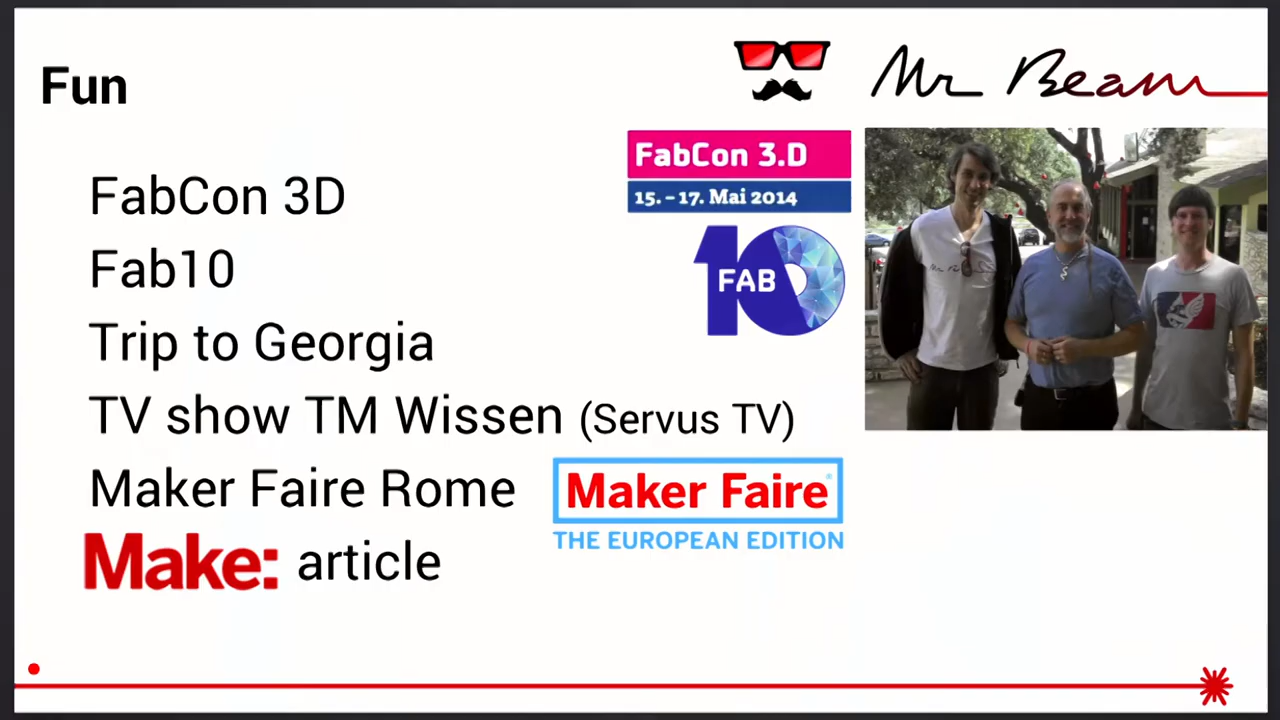 Fun
Mr Beam
FabCon 3.D
15. – 17. Mai 2014
FAB10
FabCon 3D
Fab10
Trip to Georgia
TV show TM Wissen (Servus TV)
Maker Faire Rome
Maker Faire
THE EUROPEAN EDITION
Make: article